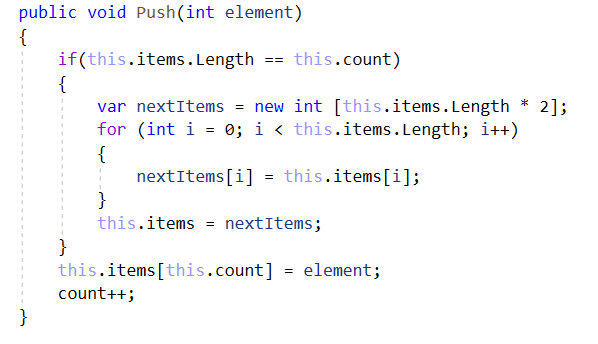 public void Push(int element)
{
if(this.items.Length == this.count)
{
var nextItems = new int [this.items.Length * 2];
for (int i = 0; i < this.items.Length; i++)
{
nextItems[i] = this.items[i];
}
this.items = nextItems;
}
this.items[this.count] = element;
count++;
}